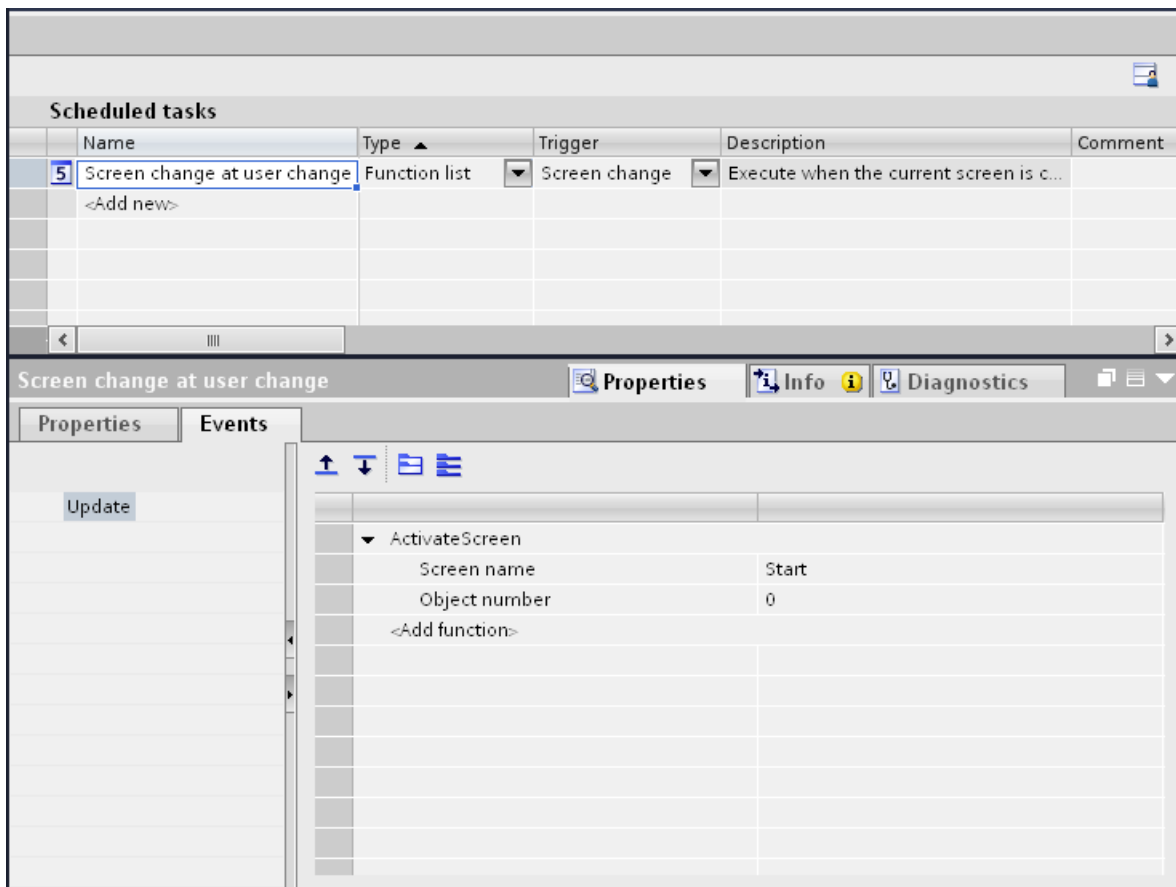 Scheduled tasks
Name Type Trigger Description Comment
5 Screen change at user change Function list Screen change Execute when the current screen is c...
<Add new>
Screen change at user change Properties Info Diagnostics
Properties Events
Update
ActivateScreen
Screen name Start
Object number 0
<Add function>